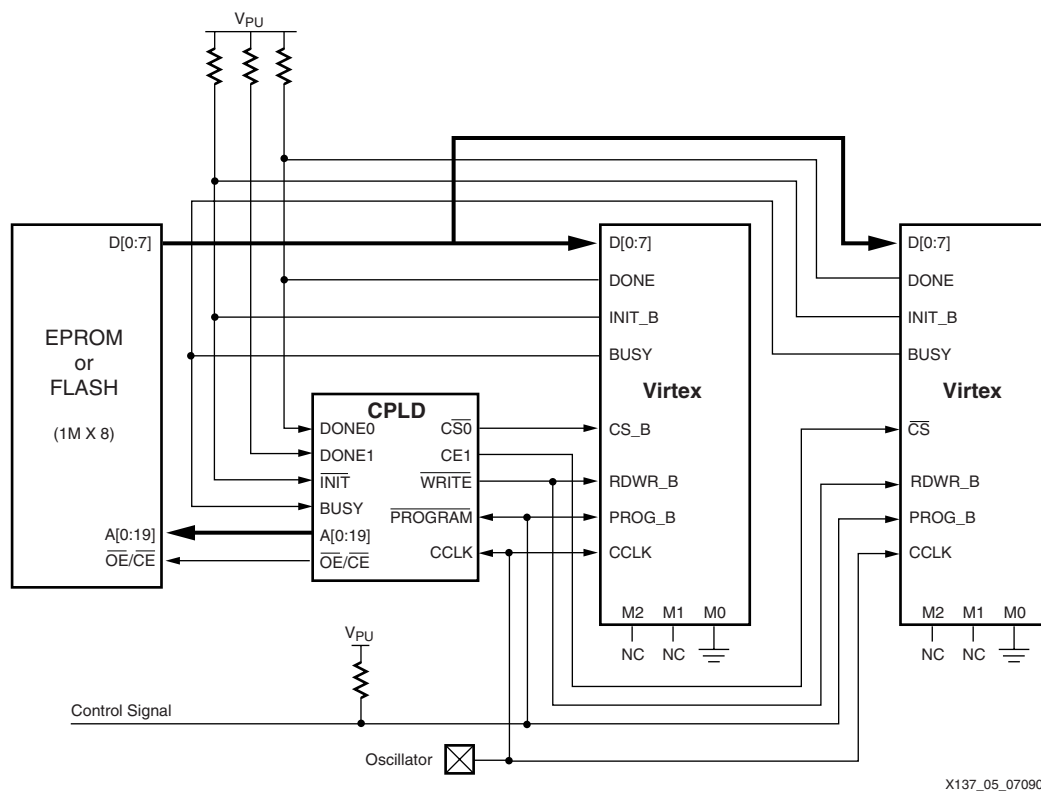 VPU
D[0:7]
EPROM
or
FLASH
(1M X 8)
A[0:19]
OE/CE
CPLD
DONE0
DONE1
INIT
BUSY
A[0:19]
OE/CE
CS0
CE1
WRITE
PROGRAM
CCLK
D[0:7]
DONE
INIT_B
BUSY
Virtex
CS_B
RDWR_B
PROG_B
CCLK
M2 M1 M0
NC NC
D[0:7]
DONE
INIT_B
BUSY
Virtex
CS
RDWR_B
PROG_B
CCLK
M2 M1 M0
NC NC
VPU
Control Signal
Oscillator
X137_05_07090